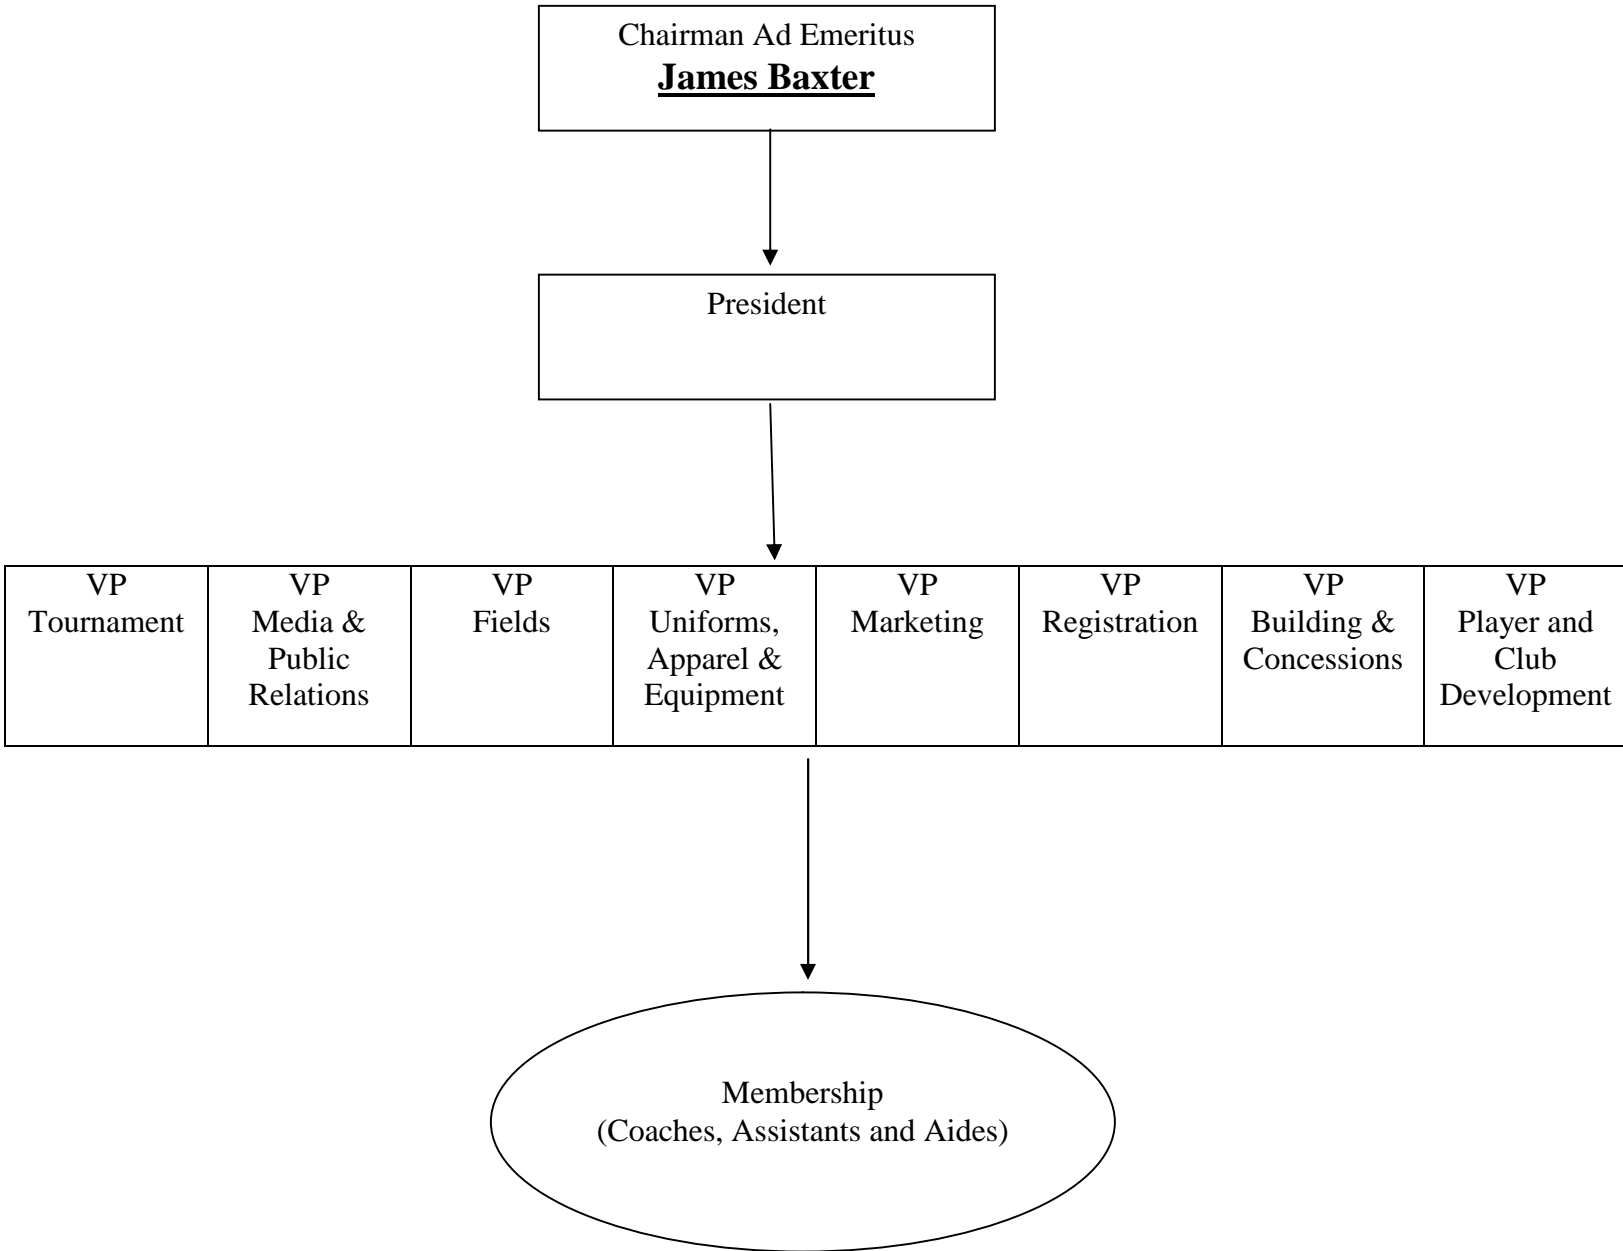 Chairman Ad Emeritus
James Baxter
President
VP
Tournament
VP
Media &
Public
Relations
VP
Fields
VP
Uniforms,
Apparel &
Equipment
VP
Marketing
VP
Registration
VP
Building &
Concessions
VP
Player and
Club
Development
Membership
(Coaches, Assistants and Aides)